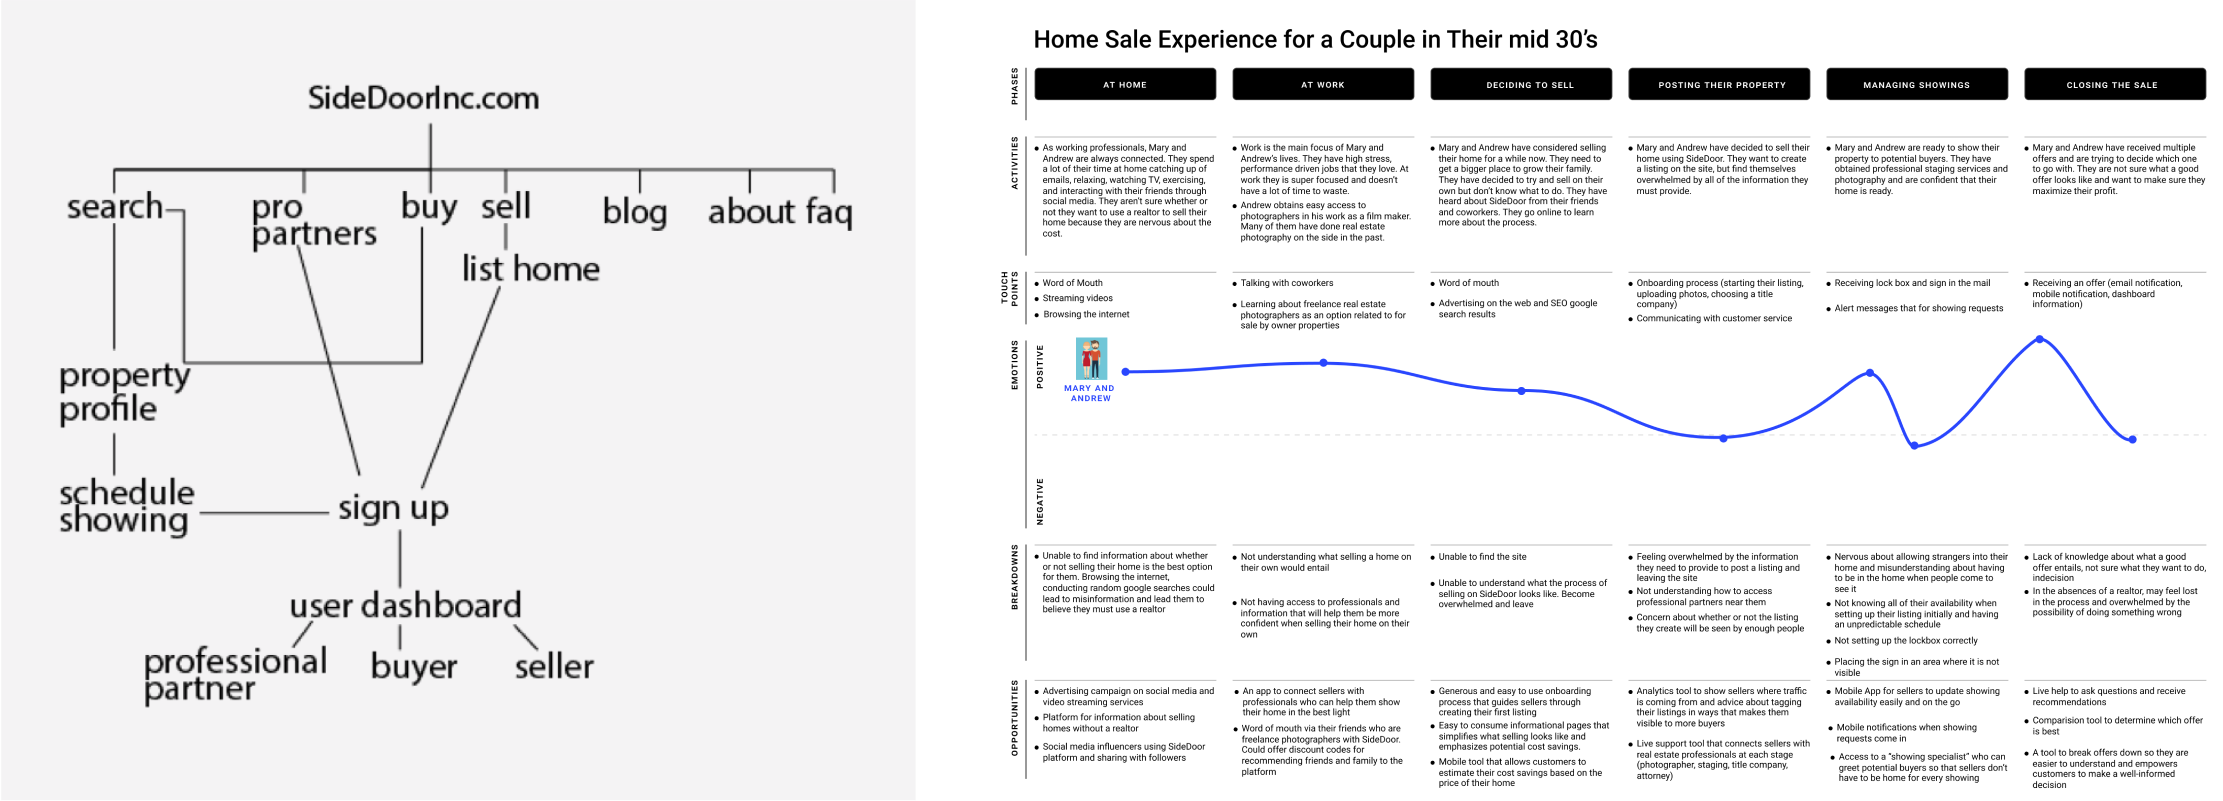 SideDoorInc.com
search
pro
partners
buy
sell
blog
about
faq
list home
property
profile
schedule
showing
sign up
user dashboard
professional
partner
buyer
seller
Home Sale Experience for a Couple in Their mid 30's
PHASES
AT HOME
AT WORK
DECIDING TO SELL
POSTING THEIR PROPERTY
MANAGING SHOWINGS
CLOSING THE SALE
ACTIVITIES
• As working professionals, Mary and
Andrew are always connected. They spend
a lot of their time at home catching up of
emails, relaxing, watching TV, exercising,
and interacting with their friends through
social media. They aren't sure whether or
not they want to use a realtor to sell their
home because they are nervous about the
cost.
• Work is the main focus of Mary and
Andrew's lives. They have high stress,
performance driven jobs that they love. At
work they is super focused and doesn't
have a lot of time to waste.
• Andrew obtains easy access to
photographers in his work as a film maker.
Many of them have done real estate
photography on the side in the past.
• Mary and Andrew have considered selling
their home for a while now. They need to
get a bigger place to grow their family.
They have decided to try and sell on their
own but don't know what to do. They have
heard about SideDoor from their friends
and coworkers. They go online to learn
more about the process.
• Mary and Andrew have decided to sell their
home using SideDoor. They want to create
a listing on the site, but find themselves
overwhelmed by all of the information they
must provide.
• Mary and Andrew are ready to show their
property to potential buyers. They have
obtained professional staging services and
photography and are confident that their
home is ready.
• Mary and Andrew have received multiple
offers and are trying to decide which one
to go with. They are not sure what a good
offer looks like and want to make sure they
maximize their profit.
TOUCH
POINTS
• Word of Mouth
• Streaming videos
• Browsing the internet
• Talking with coworkers
• Learning about freelance real estate
photographers as an option related to for
sale by owner properties
• Word of mouth
• Advertising on the web and SEO google
search results
• Onboarding process (starting their listing,
uploading photos, choosing a title
company)
• Communicating with customer service
• Receiving lock box and sign in the mail
• Alert messages that for showing requests
• Receiving an offer (email notification,
mobile notification, dashboard
information)
EMOTIONS
POSITIVE
NEGATIVE
MARY AND
ANDREW
BREAKDOWNS
• Unable to find information about whether
or not selling their home is the best option
for them. Browsing the internet,
conducting random google searches could
lead to misinformation and lead them to
believe they must use a realtor
• Not understanding what selling a home on
their own would entail
• Not having access to professionals and
information that will help them be more
confident when selling their home on their
own
• Unable to find the site
• Unable to understand what the process of
selling on SideDoor looks like. Become
overwhelmed and leave
• Feeling overwhelmed by the information
they need to provide to post a listing and
leaving the site
• Not understanding how to access
professional partners near them
• Concern about whether or not the listing
they create will be seen by enough people
• Nervous about allowing strangers into their
home and misunderstanding about having
to be in the home when people come to
see it
• Not knowing all of their availability when
setting up their listing initially and having
an unpredictable schedule
• Not setting up the lockbox correctly
• Placing the sign in an area where it is not
visible
• Lack of knowledge about what a good
offer entails, not sure what they want to do,
indecision
• In the absences of a realtor, may feel lost
in the process and overwhelmed by the
possibility of doing something wrong
OPPORTUNITIES
• Advertising campaign on social media and
video streaming services
• Platform for information about selling
homes without a realtor
• Social media influencers using SideDoor
platform and sharing with followers
• An app to connect sellers with
professionals who can help them show
their home in the best light
• Word of mouth via their friends who are
freelance photographers with SideDoor.
Could offer discount codes for
recommending friends and family to the
platform
• Generous and easy to use onboarding
process that guides sellers through
creating their first listing
• Easy to consume informational pages that
simplifies what selling looks like and
emphasizes potential cost savings.
• Mobile tool that allows customers to
estimate their cost savings based on the
price of their home
• Analytics tool to show sellers where traffic
is coming from and advice about tagging
their listings in ways that makes them
visible to more buyers
• Live support tool that connects sellers with
real estate professionals at each stage
(photographer, staging, title company,
attorney)
• Mobile App for sellers to update showing
availability easily and on the go
• Mobile notifications when showing
requests come in
• Access to a "showing specialist" who can
greet potential buyers so that sellers don't
have to be home for every showing
• Live help to ask questions and receive
recommendations
• Comparision tool to determine which offer
is best
• A tool to break offers down so they are
easier to understand and empowers
customers to make a well-informed
decision